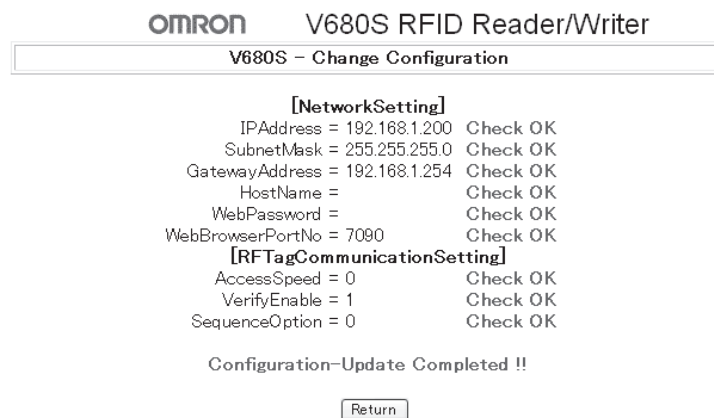 OMRON V680S RFID Reader/Writer
V680S - Change Configuration
[NetworkSetting]
IPAddress = 192.168.1.200 Check OK
SubnetMask = 255.255.255.0 Check OK
GatewayAddress = 192.168.1.254 Check OK
HostName = Check OK
WebPassword = Check OK
WebBrowserPortNo = 7090 Check OK
[RFTagCommunicationSetting]
AccessSpeed = 0 Check OK
VerifyEnable = 1 Check OK
SequenceOption = 0 Check OK
Configuration-Update Completed !!
Return